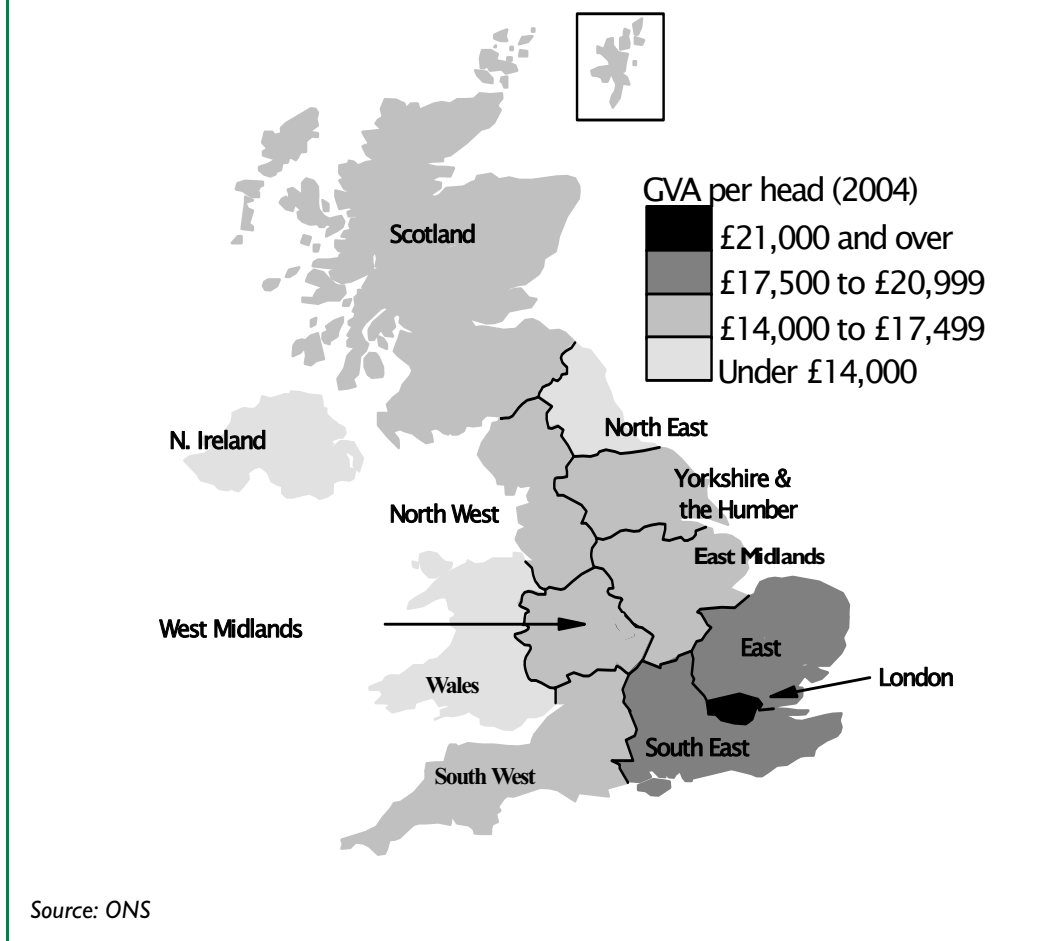 GVA per head (2004)
£21,000 and over
£17,500 to £20,999
£14,000 to £17,499
Under £14,000
Scotland
N. Ireland
North East
Yorkshire &
the Humber
North West
East Midlands
West Midlands
East
London
Wales
South East
South West
Source: ONS